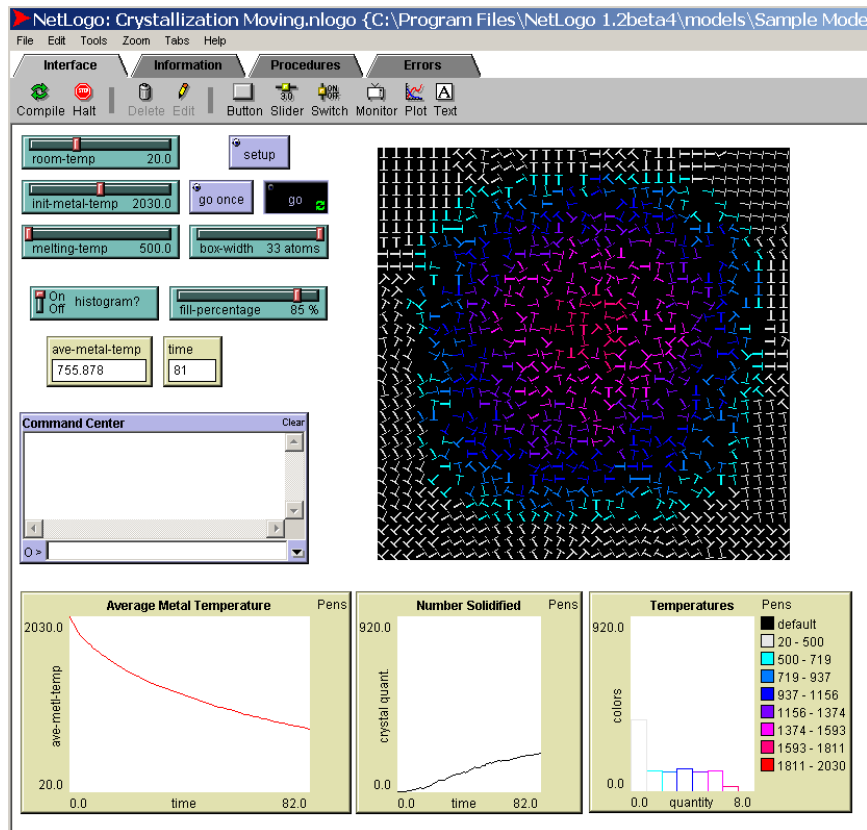 NetLogo: Crystallization Moving.nlogo {C:\Program Files\NetLogo 1.2beta4\models\Sample Mode
File Edit Tools Zoom Tabs Help
Interface Information Procedures Errors
Compile Halt Delete Edit Button Slider Switch Monitor Plot Text
room-temp 20.0
setup
init-metal-temp 2030.0
go once
go
melting-temp 500.0
box-width 33 atoms
On
Off
histogram?
fill-percentage 85 %
ave-metal-temp
755.878
time
81
Command Center Clear
O >
Average Metal Temperature Pens
2030.0
ave-metl-temp
20.0
0.0 time 82.0
Number Solidified Pens
920.0
crystal quant.
0.0
0.0 time 82.0
Temperatures Pens
920.0
colors
0.0
0.0 quantity 8.0
default
20 - 500
500 - 719
719 - 937
937 - 1156
1156 - 1374
1374 - 1593
1593 - 1811
1811 - 2030